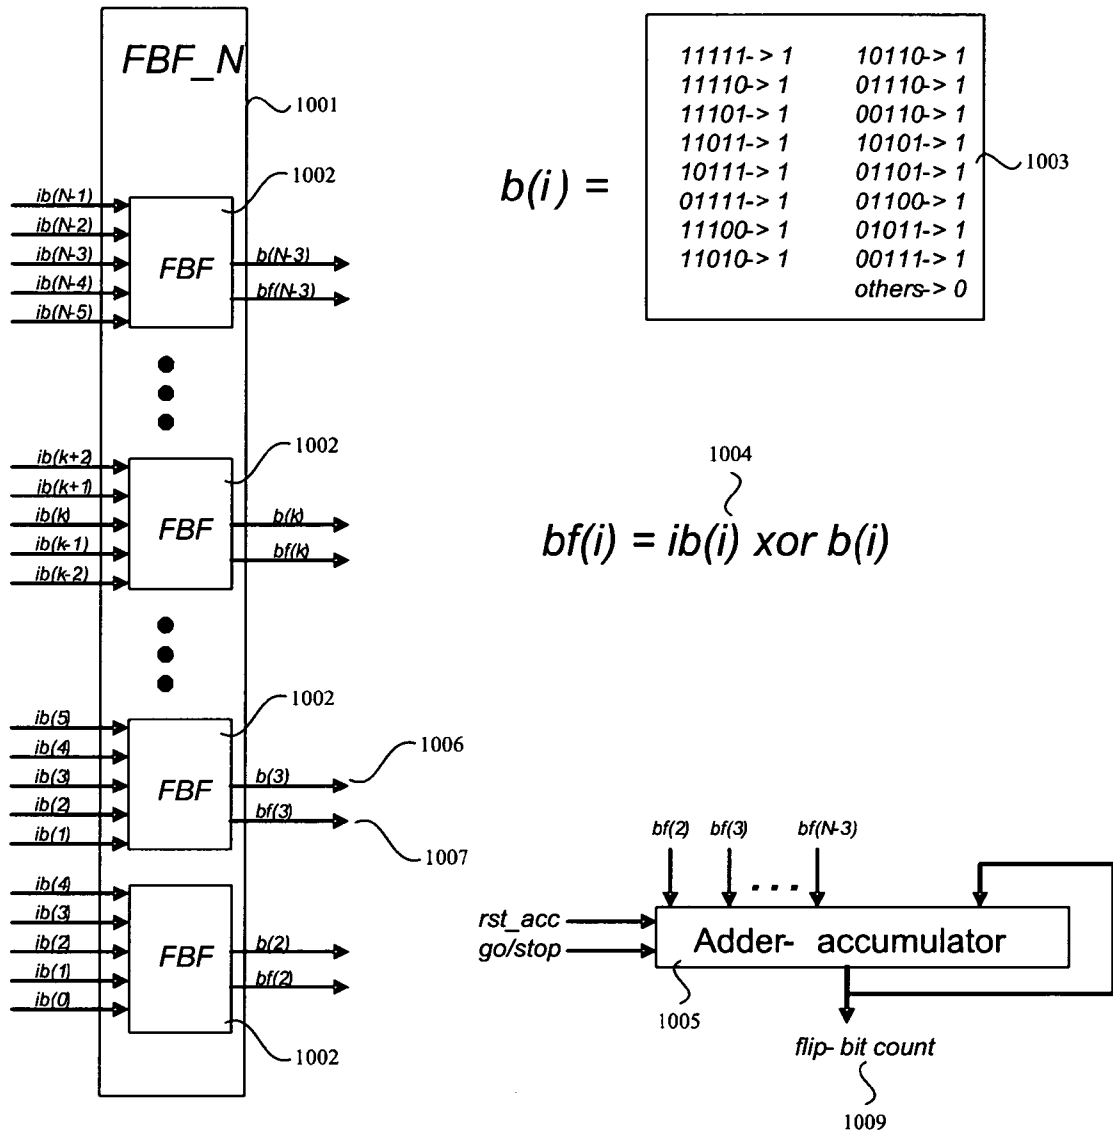 FBF_N
1001
1002
ib(N-1)
ib(N-2)
ib(N-3)
ib(N-4)
ib(N-5)
FBF
b(N-3)
bf(N-3)
1002
ib(k+2)
ib(k+1)
ib(k)
ib(k-1)
ib(k-2)
FBF
b(k)
bf(k)
1002
ib(5)
ib(4)
ib(3)
ib(2)
ib(1)
FBF
b(3)
bf(3)
1006
1007
ib(4)
ib(3)
ib(2)
ib(1)
ib(0)
FBF
b(2)
bf(2)
1002
b(i) =
11111-> 1 10110-> 1
11110-> 1 01110-> 1
11101-> 1 00110-> 1
11011-> 1 10101-> 1
10111-> 1 01101-> 1
01111-> 1 01100-> 1
11100-> 1 01011-> 1
11010-> 1 00111-> 1
others-> 0
1003
1004
bf(i) = ib(i) xor b(i)
bf(2) bf(3) bf(N-3)
rst_acc
go/stop
Adder- accumulator
1005
flip- bit count
1009